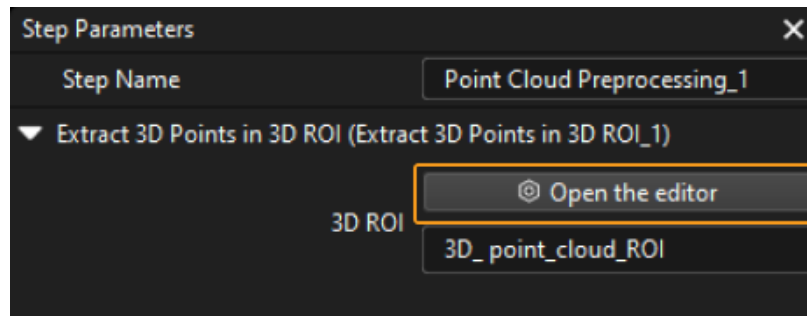 Step Parameters
Step Name
Point Cloud Preprocessing_1
Extract 3D Points in 3D ROI (Extract 3D Points in 3D ROI_1)
3D ROI
Open the editor
3D_ point_cloud_ROI